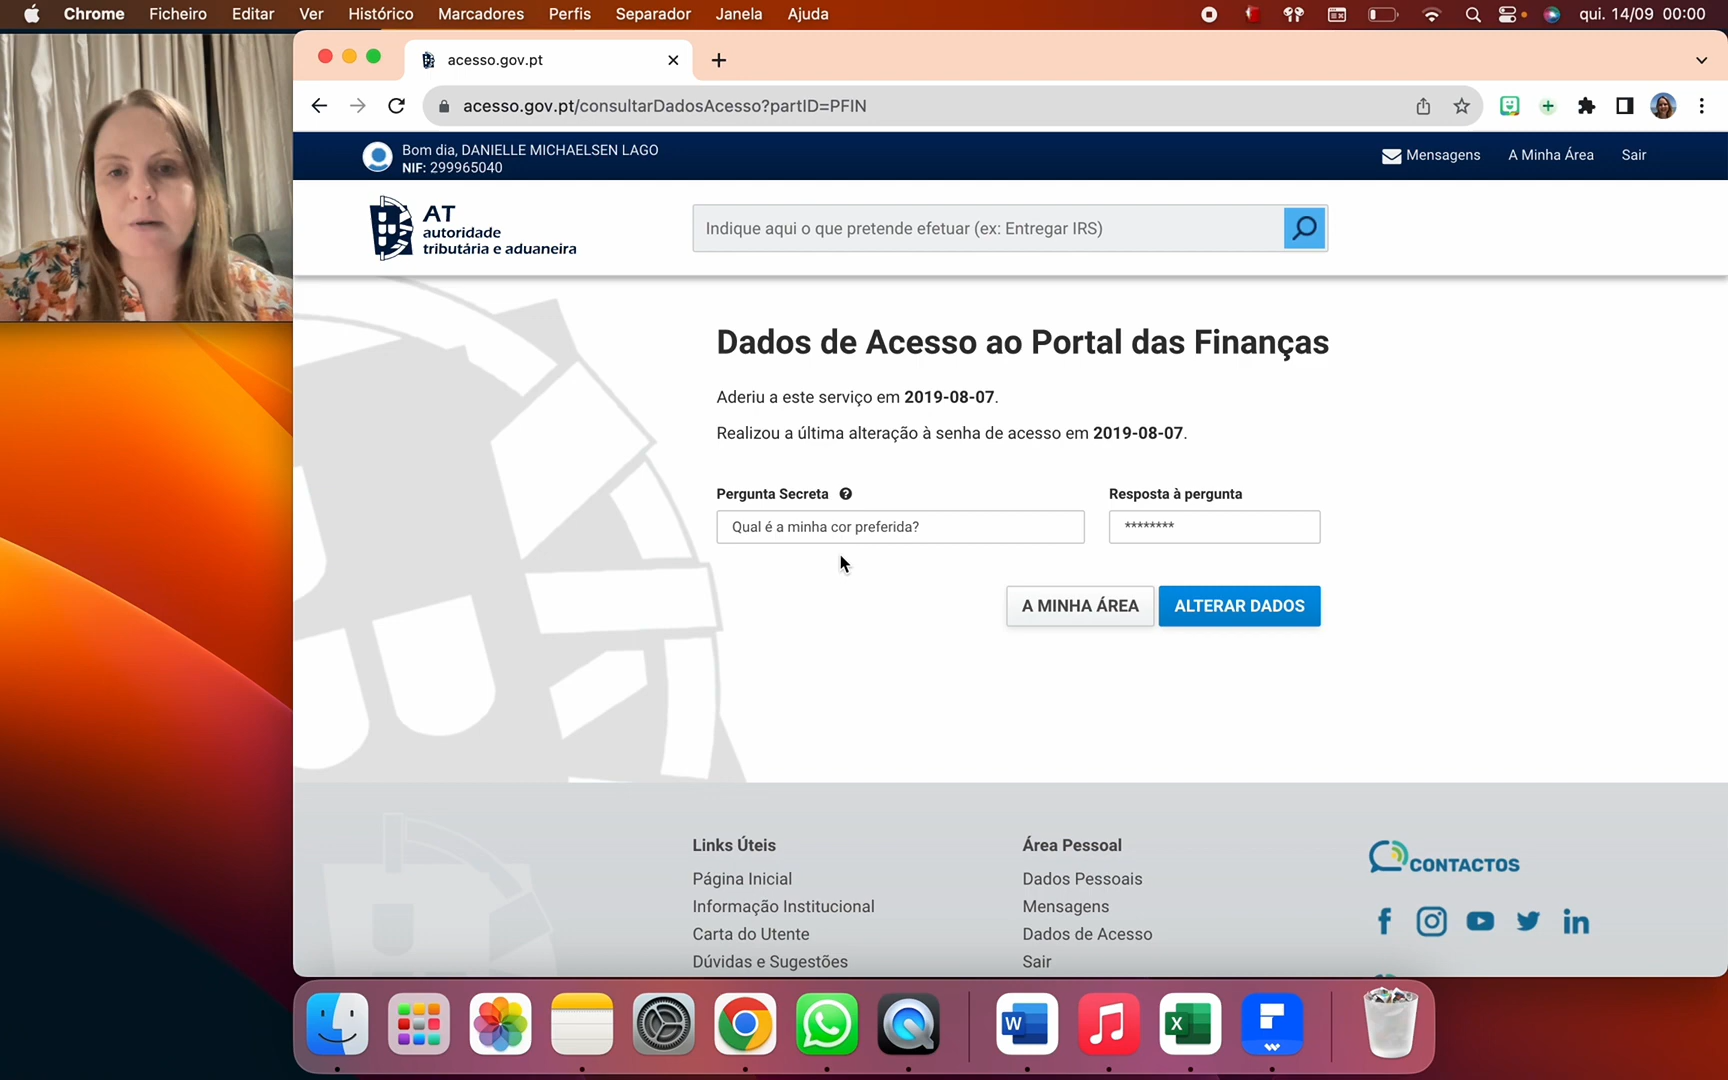 Chrome Ficheiro Editar Ver Histórico Marcadores Perfis Separador Janela Ajuda qui. 14/09 00:00
acesso.gov.pt
acesso.gov.pt/consultarDadosAcesso?partID=PFIN
Bom dia, DANIELLE MICHAELSEN LAGO
NIF: 299965040
Mensagens A Minha Área Sair
AT
autoridade
tributária e aduaneira
Indique aqui o que pretende efetuar (ex: Entregar IRS)
Dados de Acesso ao Portal das Finanças
Aderiu a este serviço em 2019-08-07.
Realizou a última alteração à senha de acesso em 2019-08-07.
Pergunta Secreta Resposta à pergunta
Qual é a minha cor preferida? ********
A MINHA ÁREA ALTERAR DADOS
Links Úteis
Página Inicial
Informação Institucional
Carta do Utente
Dúvidas e Sugestões
Área Pessoal
Dados Pessoais
Mensagens
Dados de Acesso
Sair
CONTACTOS